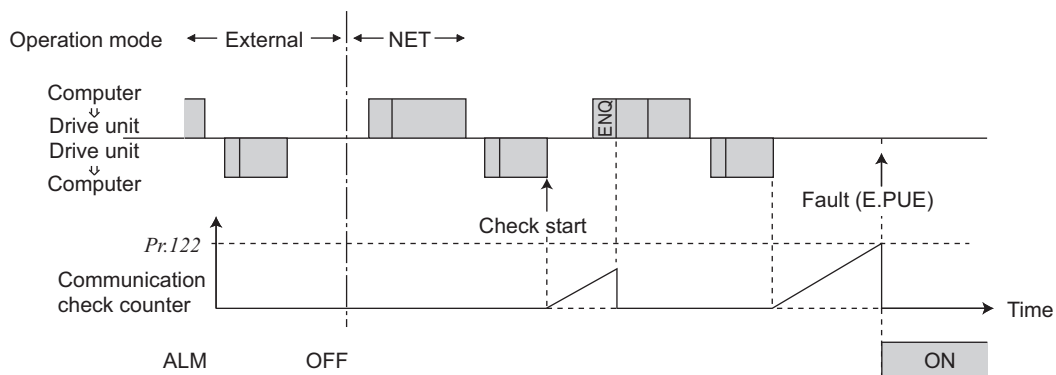 Operation mode External NET
Computer
Drive unit
Drive unit
Computer
ENQ
Check start
Fault (E.PUE)
Pr.122
Communication
check counter
Time
ALM OFF ON